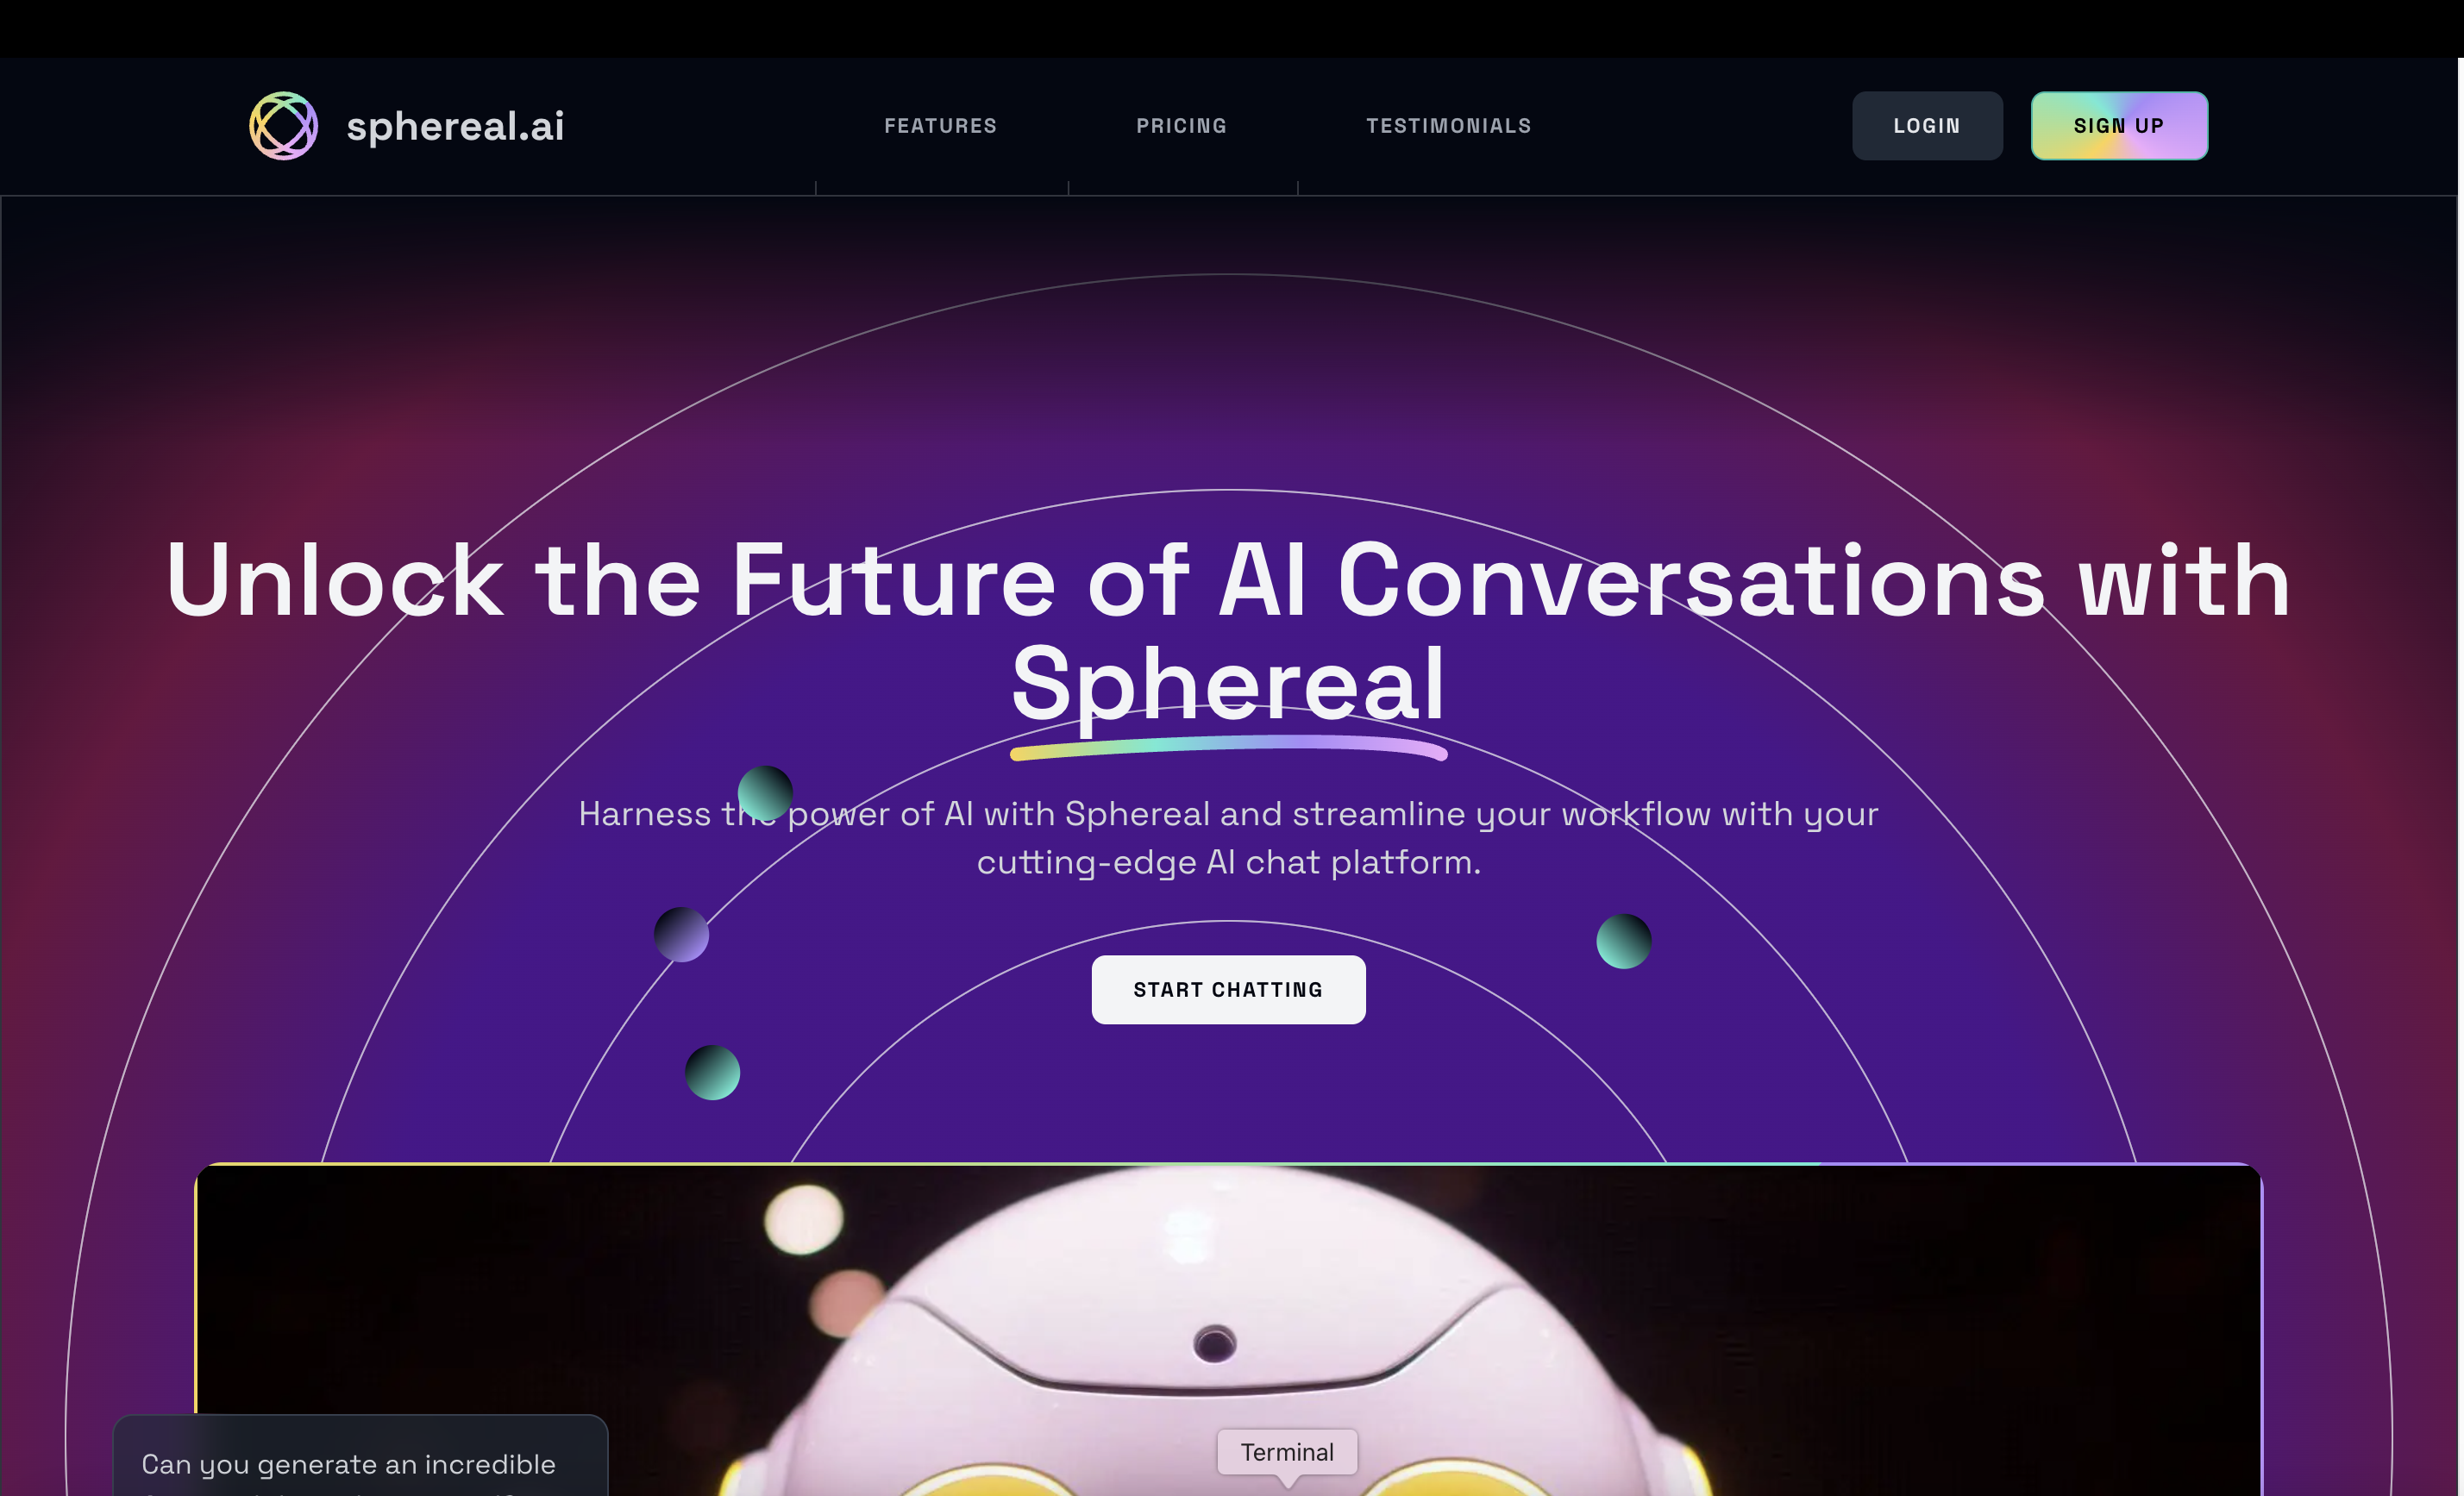 sphereal.ai
FEATURES
PRICING
TESTIMONIALS
LOGIN
SIGN UP
Unlock the Future of AI Conversations with
Sphereal
Harness the power of AI with Sphereal and streamline your workflow with your
cutting-edge AI chat platform.
START CHATTING
Can you generate an incredible
Terminal